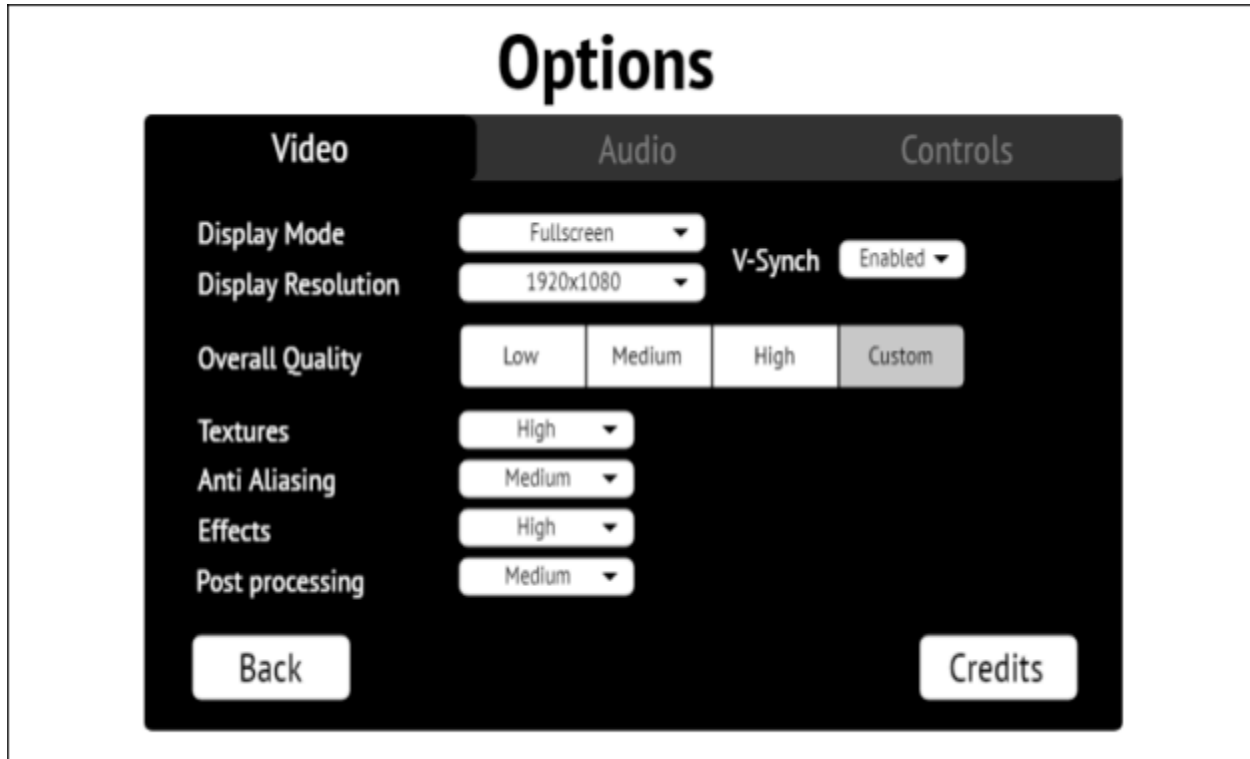 Options
Video Audio Controls
Display Mode Fullscreen
V-Synch Enabled
Display Resolution 1920x1080
Overall Quality Low Medium High Custom
Textures High
Anti Aliasing Medium
Effects High
Post processing Medium
Back Credits